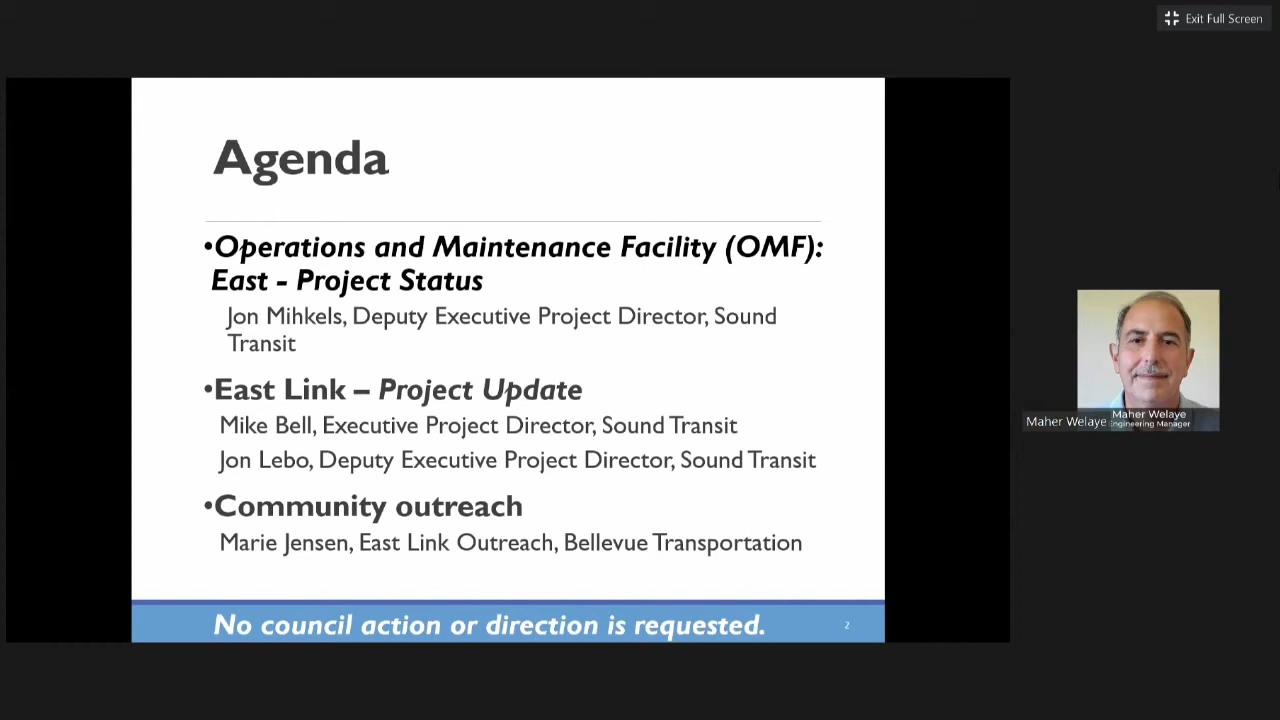 Exit Full Screen
Agenda
•Operations and Maintenance Facility (OMF):
East - Project Status
Jon Mihkels, Deputy Executive Project Director, Sound
Transit
•East Link – Project Update
Mike Bell, Executive Project Director, Sound Transit
Jon Lebo, Deputy Executive Project Director, Sound Transit
•Community outreach
Marie Jensen, East Link Outreach, Bellevue Transportation
No council action or direction is requested.
2
Maher Welaye
Engineering Manager
Maher Welaye